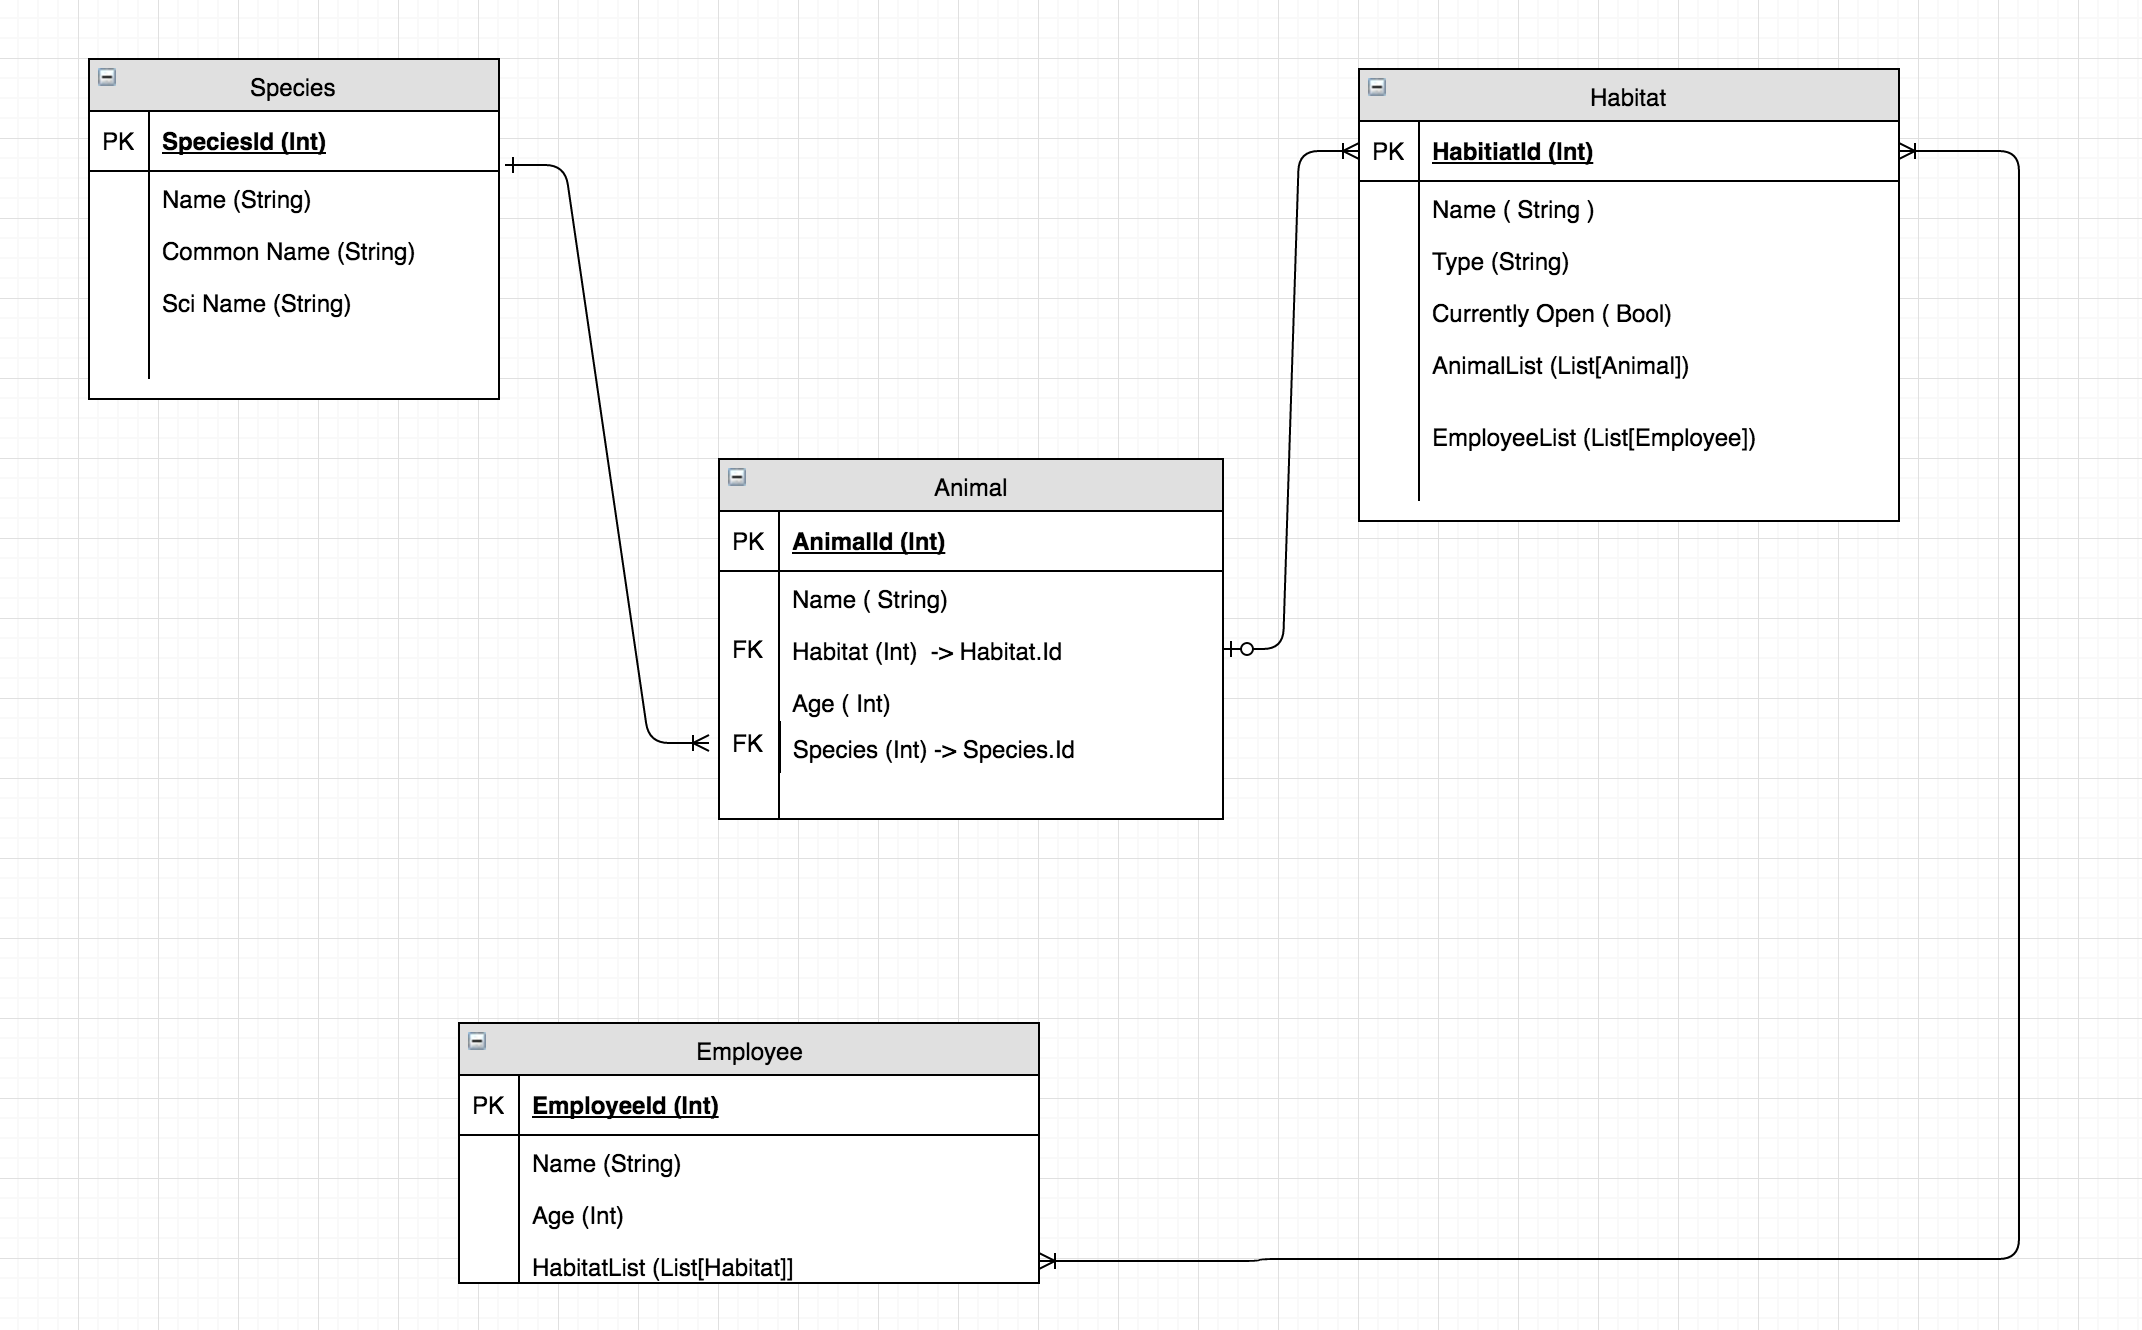 Species
PK SpeciesId (Int)
Name (String)
Common Name (String)
Sci Name (String)
Habitat
PK HabitiatId (Int)
Name ( String )
Type (String)
Currently Open ( Bool)
AnimalList (List[Animal])
EmployeeList (List[Employee])
Animal
PK AnimalId (Int)
Name ( String)
FK Habitat (Int) -> Habitat.Id
Age ( Int)
FK Species (Int) -> Species.Id
Employee
PK EmployeeId (Int)
Name (String)
Age (Int)
HabitatList (List[Habitat]]